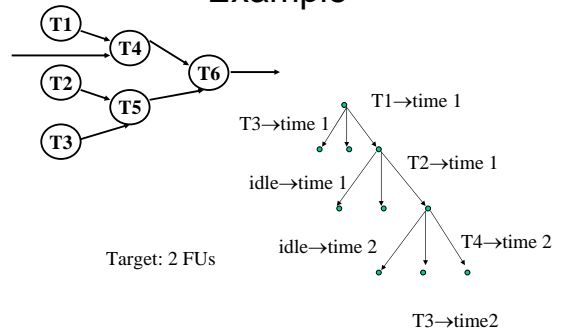 Example
T1
T4
T2
T6
T5
T3
T1→time 1
T3→time 1
T2→time 1
idle→time 1
idle→time 2
T4→time 2
Target: 2 FUs
T3→time2